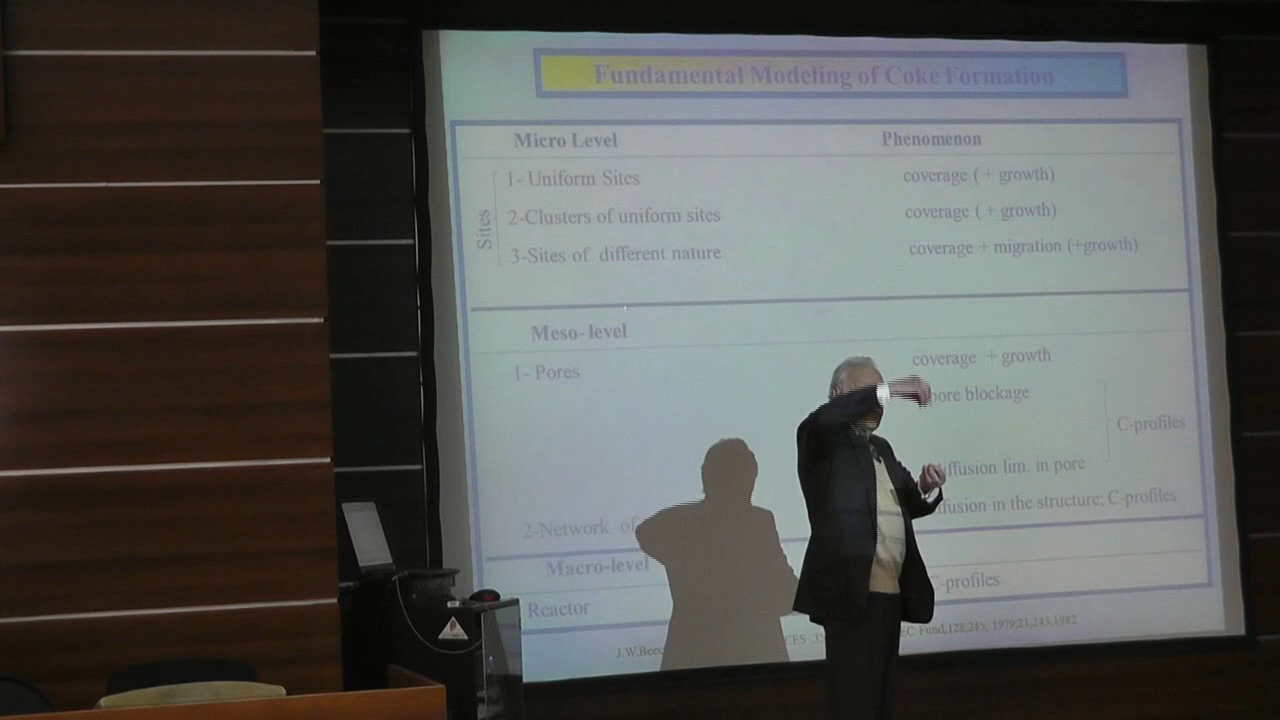 Fundamental Modeling of Coke Formation
Micro Level Phenomenon
Sites
1- Uniform Sites coverage ( + growth)
2-Clusters of uniform sites coverage ( + growth)
3-Sites of different nature coverage + migration (+growth)
Meso-level
1- Pores coverage + growth
pore blockage
C-profiles
diffusion lim. in pore
2-Network of diffusion in the structure; C-profiles
Macro-level
Reactor C-profiles
J.W.Beec CES Fund,128,245, 1979;21,243,1982